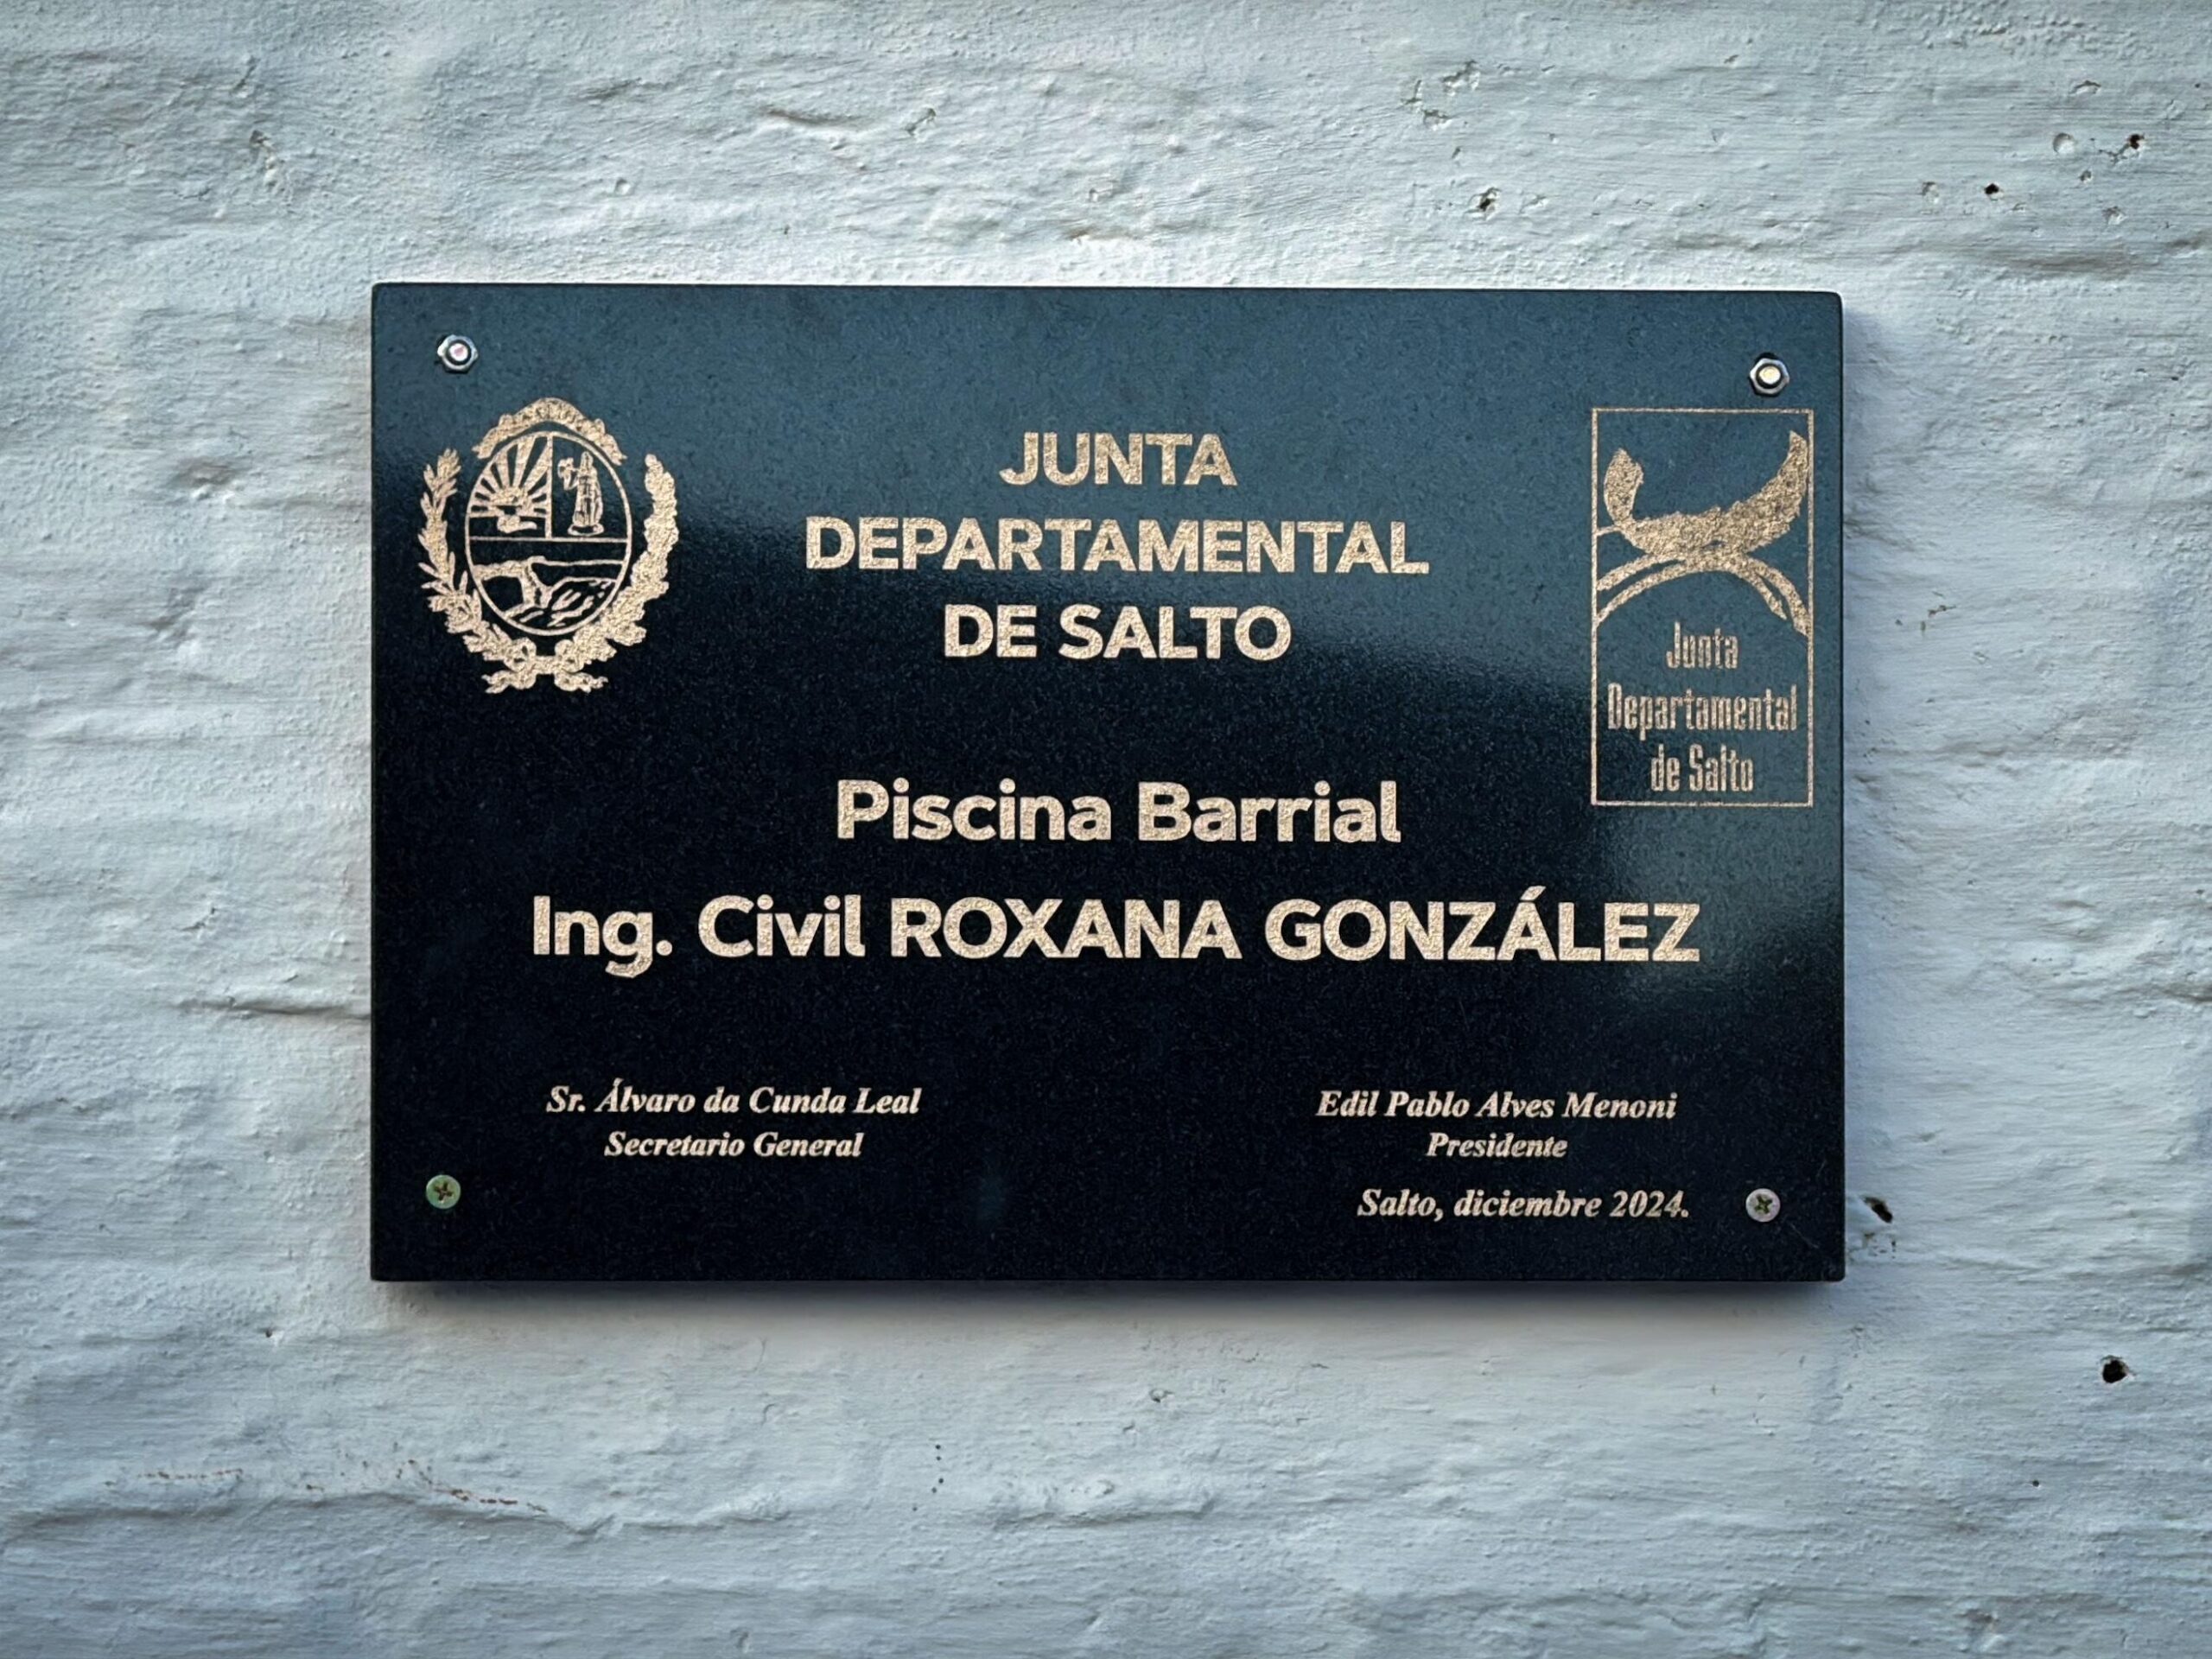 JUNTA
DEPARTAMENTAL
DE SALTO
Junta
Departamental
de Salto
Piscina Barrial
Ing. Civil ROXANA GONZÁLEZ
Sr. Álvaro da Cunda Leal
Secretario General
Edil Pablo Alves Menoni
Presidente
Salto, diciembre 2024.